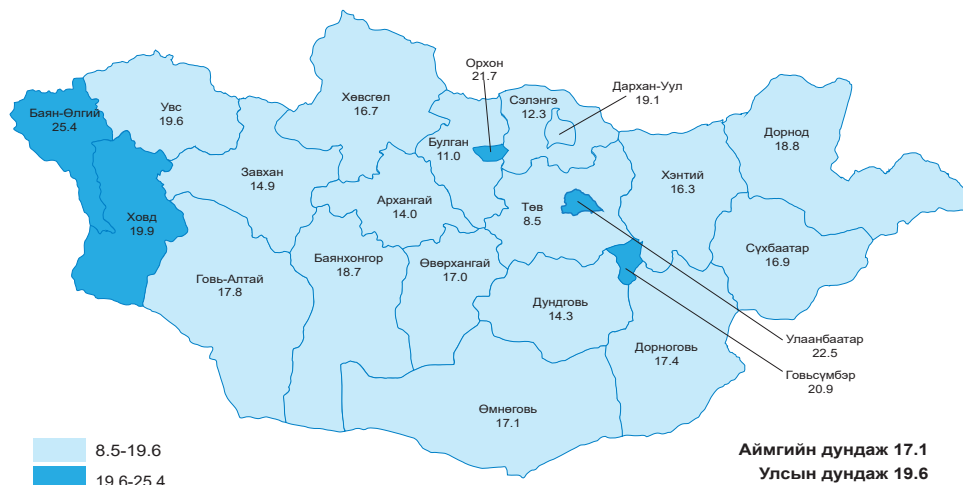 Орхон
21.7
Дархан-Уул
19.1
Баян-Өлгий
25.4
Увс
19.6
Хөвсгөл
16.7
Сэлэнгэ
12.3
Булган
11.0
Дорнод
18.8
Завхан
14.9
Хэнтий
16.3
Архангай
14.0
Төв
8.5
Ховд
19.9
Сүхбаатар
16.9
Говь-Алтай
17.8
Баянхонгор
18.7
Өвөрхангай
17.0
Дундговь
14.3
Улаанбаатар
22.5
Дорноговь
17.4
Говьсүмбэр
20.9
Өмнөговь
17.1
8.5-19.6
19.6-25.4
Аймгийн дундаж 17.1
Улсын дундаж 19.6